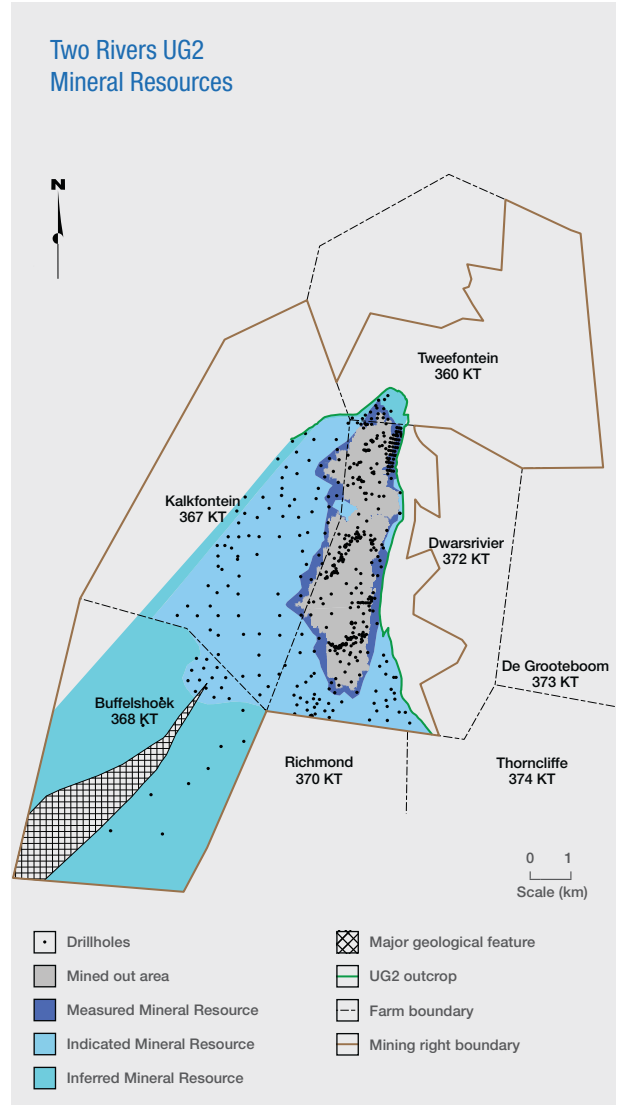 Two Rivers UG2
Mineral Resources
N
Tweefontein
360 KT
Kalkfontein
367 KT
Dwarsrivier
372 KT
De Grooteboom
373 KT
Buffelshoek
368 KT
Richmond
370 KT
Thorncliffe
374 KT
0 1
Scale (km)
Drillholes
Mined out area
Measured Mineral Resource
Indicated Mineral Resource
Inferred Mineral Resource
Major geological feature
UG2 outcrop
Farm boundary
Mining right boundary